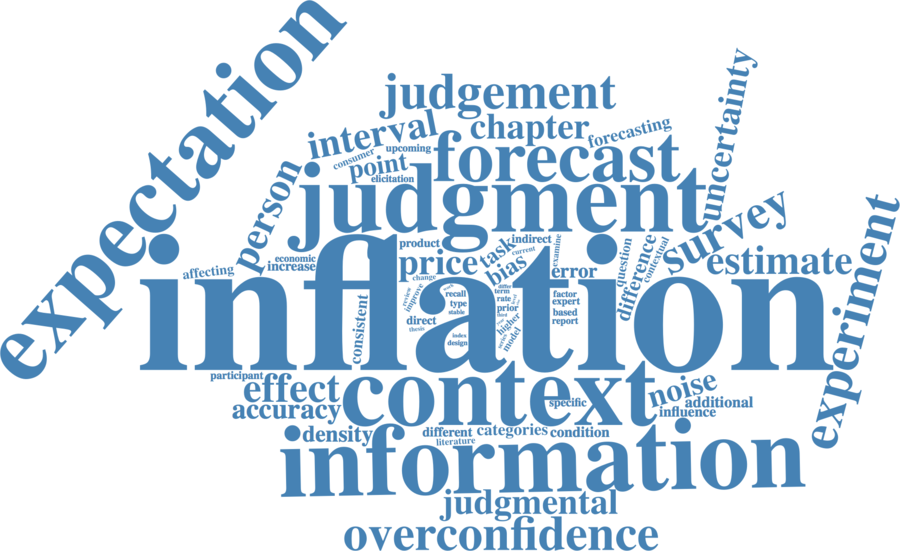 expectation
judgement
interval
chapter
forecasting
uncertainty
consumer
upcoming
point
elicitation
forecast
person
judgment
survey
product
task
indirect
current
examine
question
difference
contextual
economic
increase
affecting
price
bias
error
estimate
experiment
inflation
change
review
improve
recall
type
stable
differ
term
rate
prior
factor
expert
based
report
consistent
direct
thesis
higher
model
series
index
design
participant
effect
context
specific
noise
additional
influence
accuracy
density
different
categories
condition
literature
information
judgmental
overconfidence